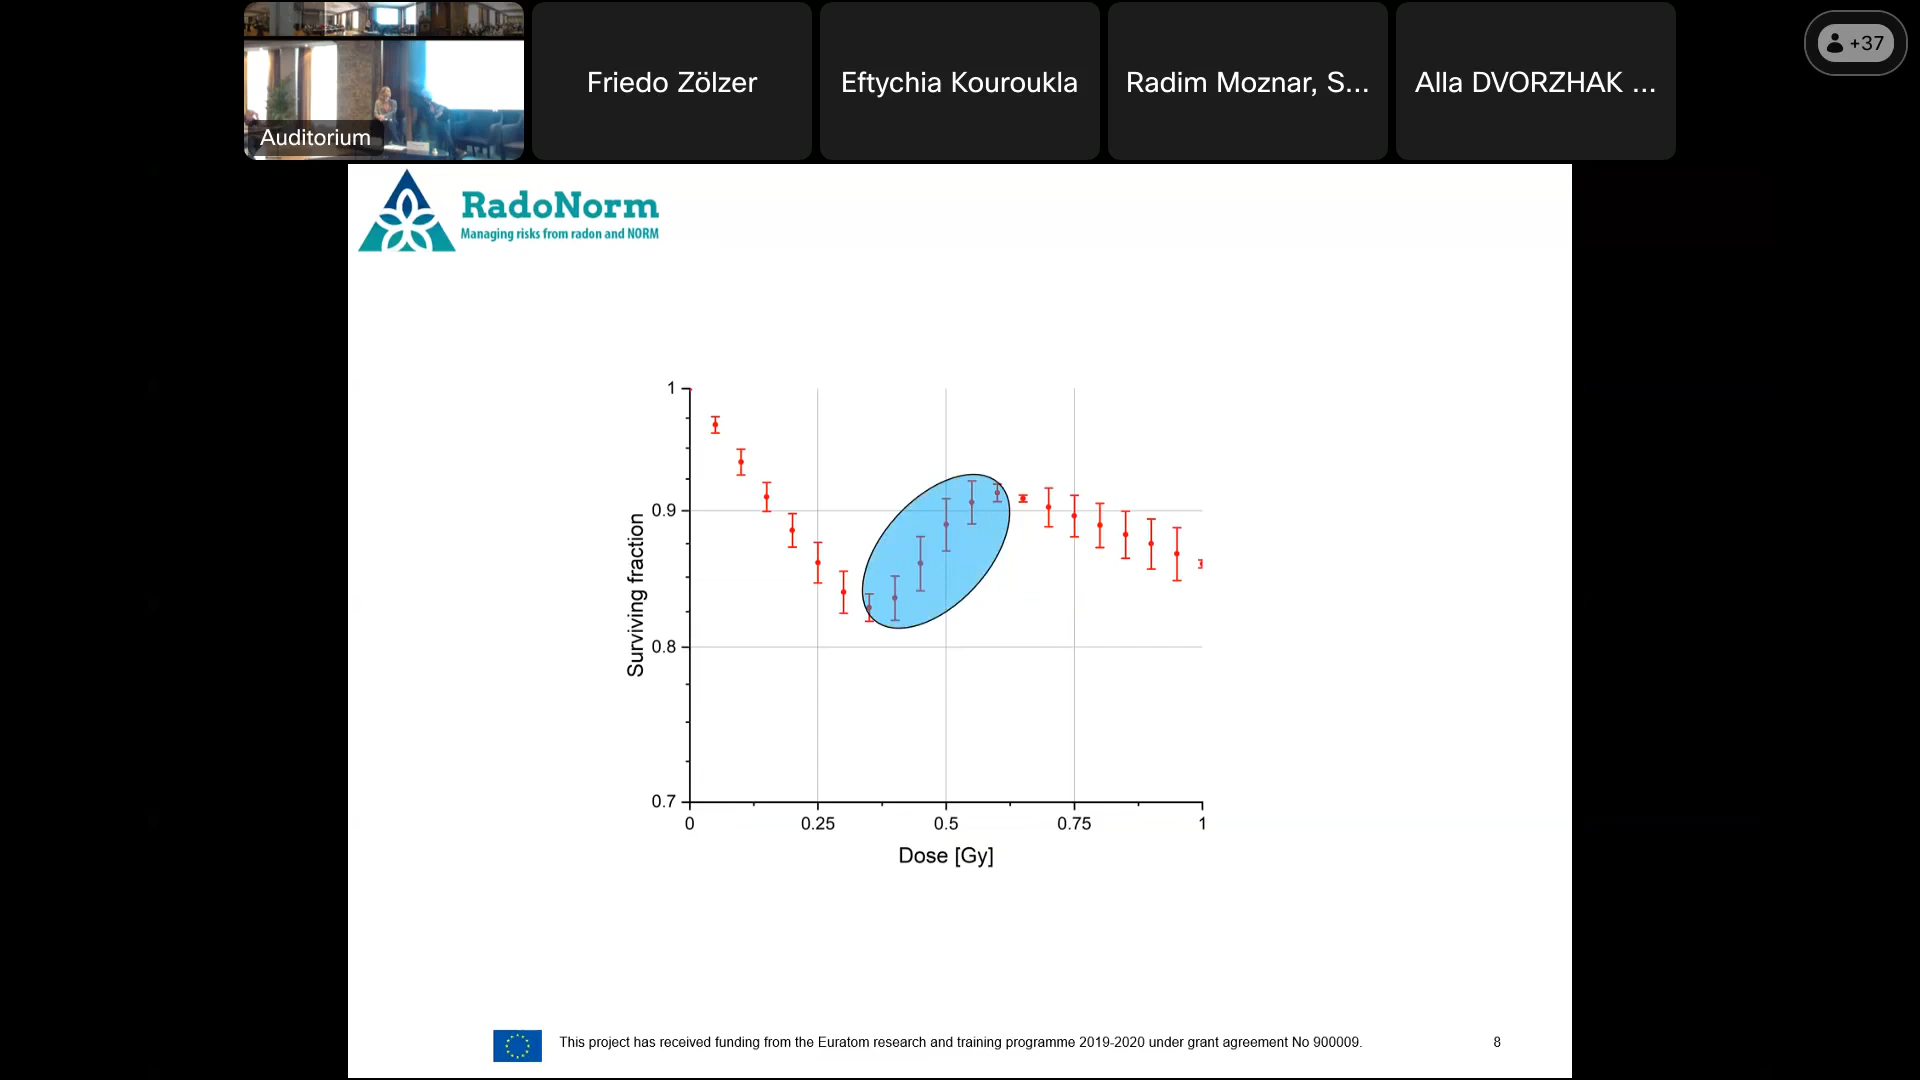 +37
Friedo Zölzer
Eftychia Kouroukla
Radim Moznar, S...
Alla DVORZHAK ...
Auditorium
RadoNorm
Managing risks from radon and NORM
1
0.9
0.8
0.7
Surviving fraction
0
0.25
0.5
0.75
1
Dose [Gy]
This project has received funding from the Euratom research and training programme 2019-2020 under grant agreement No 900009.
8